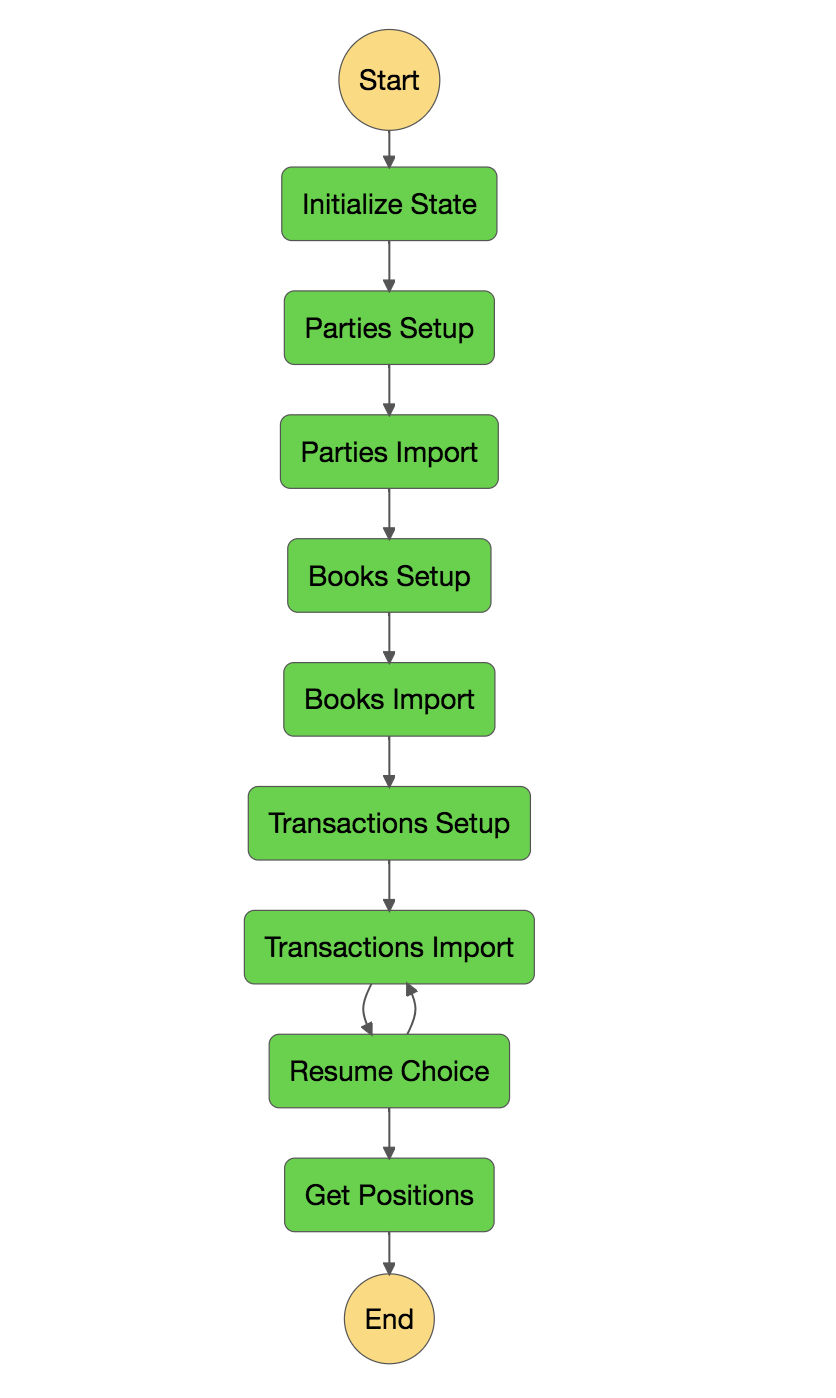 Start
Initialize State
Parties Setup
Parties Import
Books Setup
Books Import
Transactions Setup
Transactions Import
Resume Choice
Get Positions
End